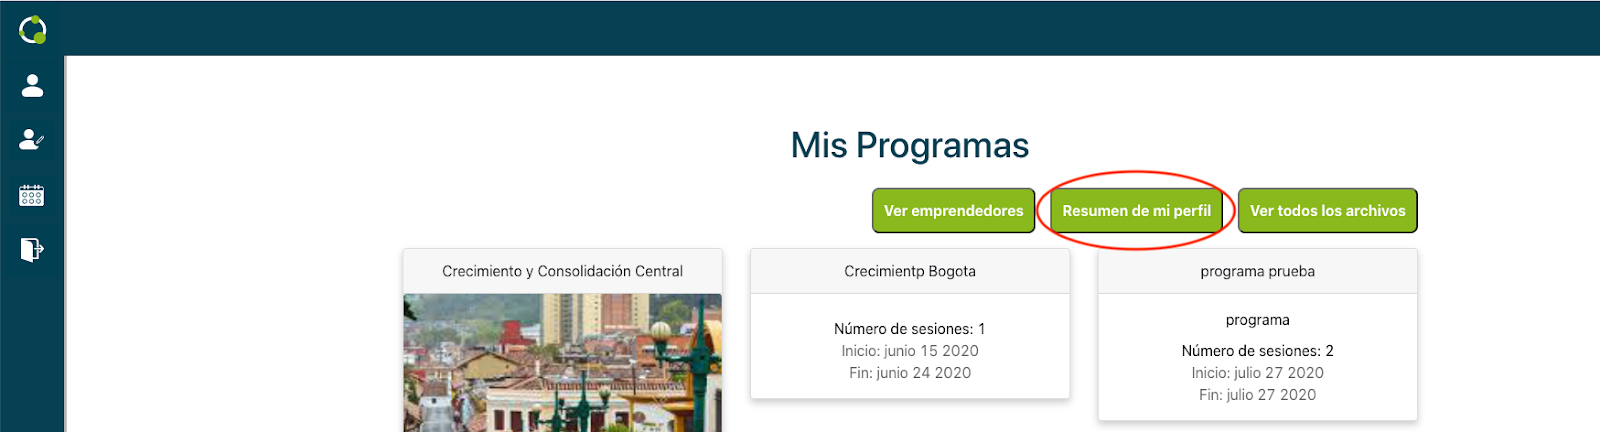 Mis Programas
Ver emprendedores
Resumen de mi perfil
Ver todos los archivos
Crecimiento y Consolidación Central
Crecimientp Bogota
Número de sesiones: 1
Inicio: junio 15 2020
Fin: junio 24 2020
programa prueba
programa
Número de sesiones: 2
Inicio: julio 27 2020
Fin: julio 27 2020